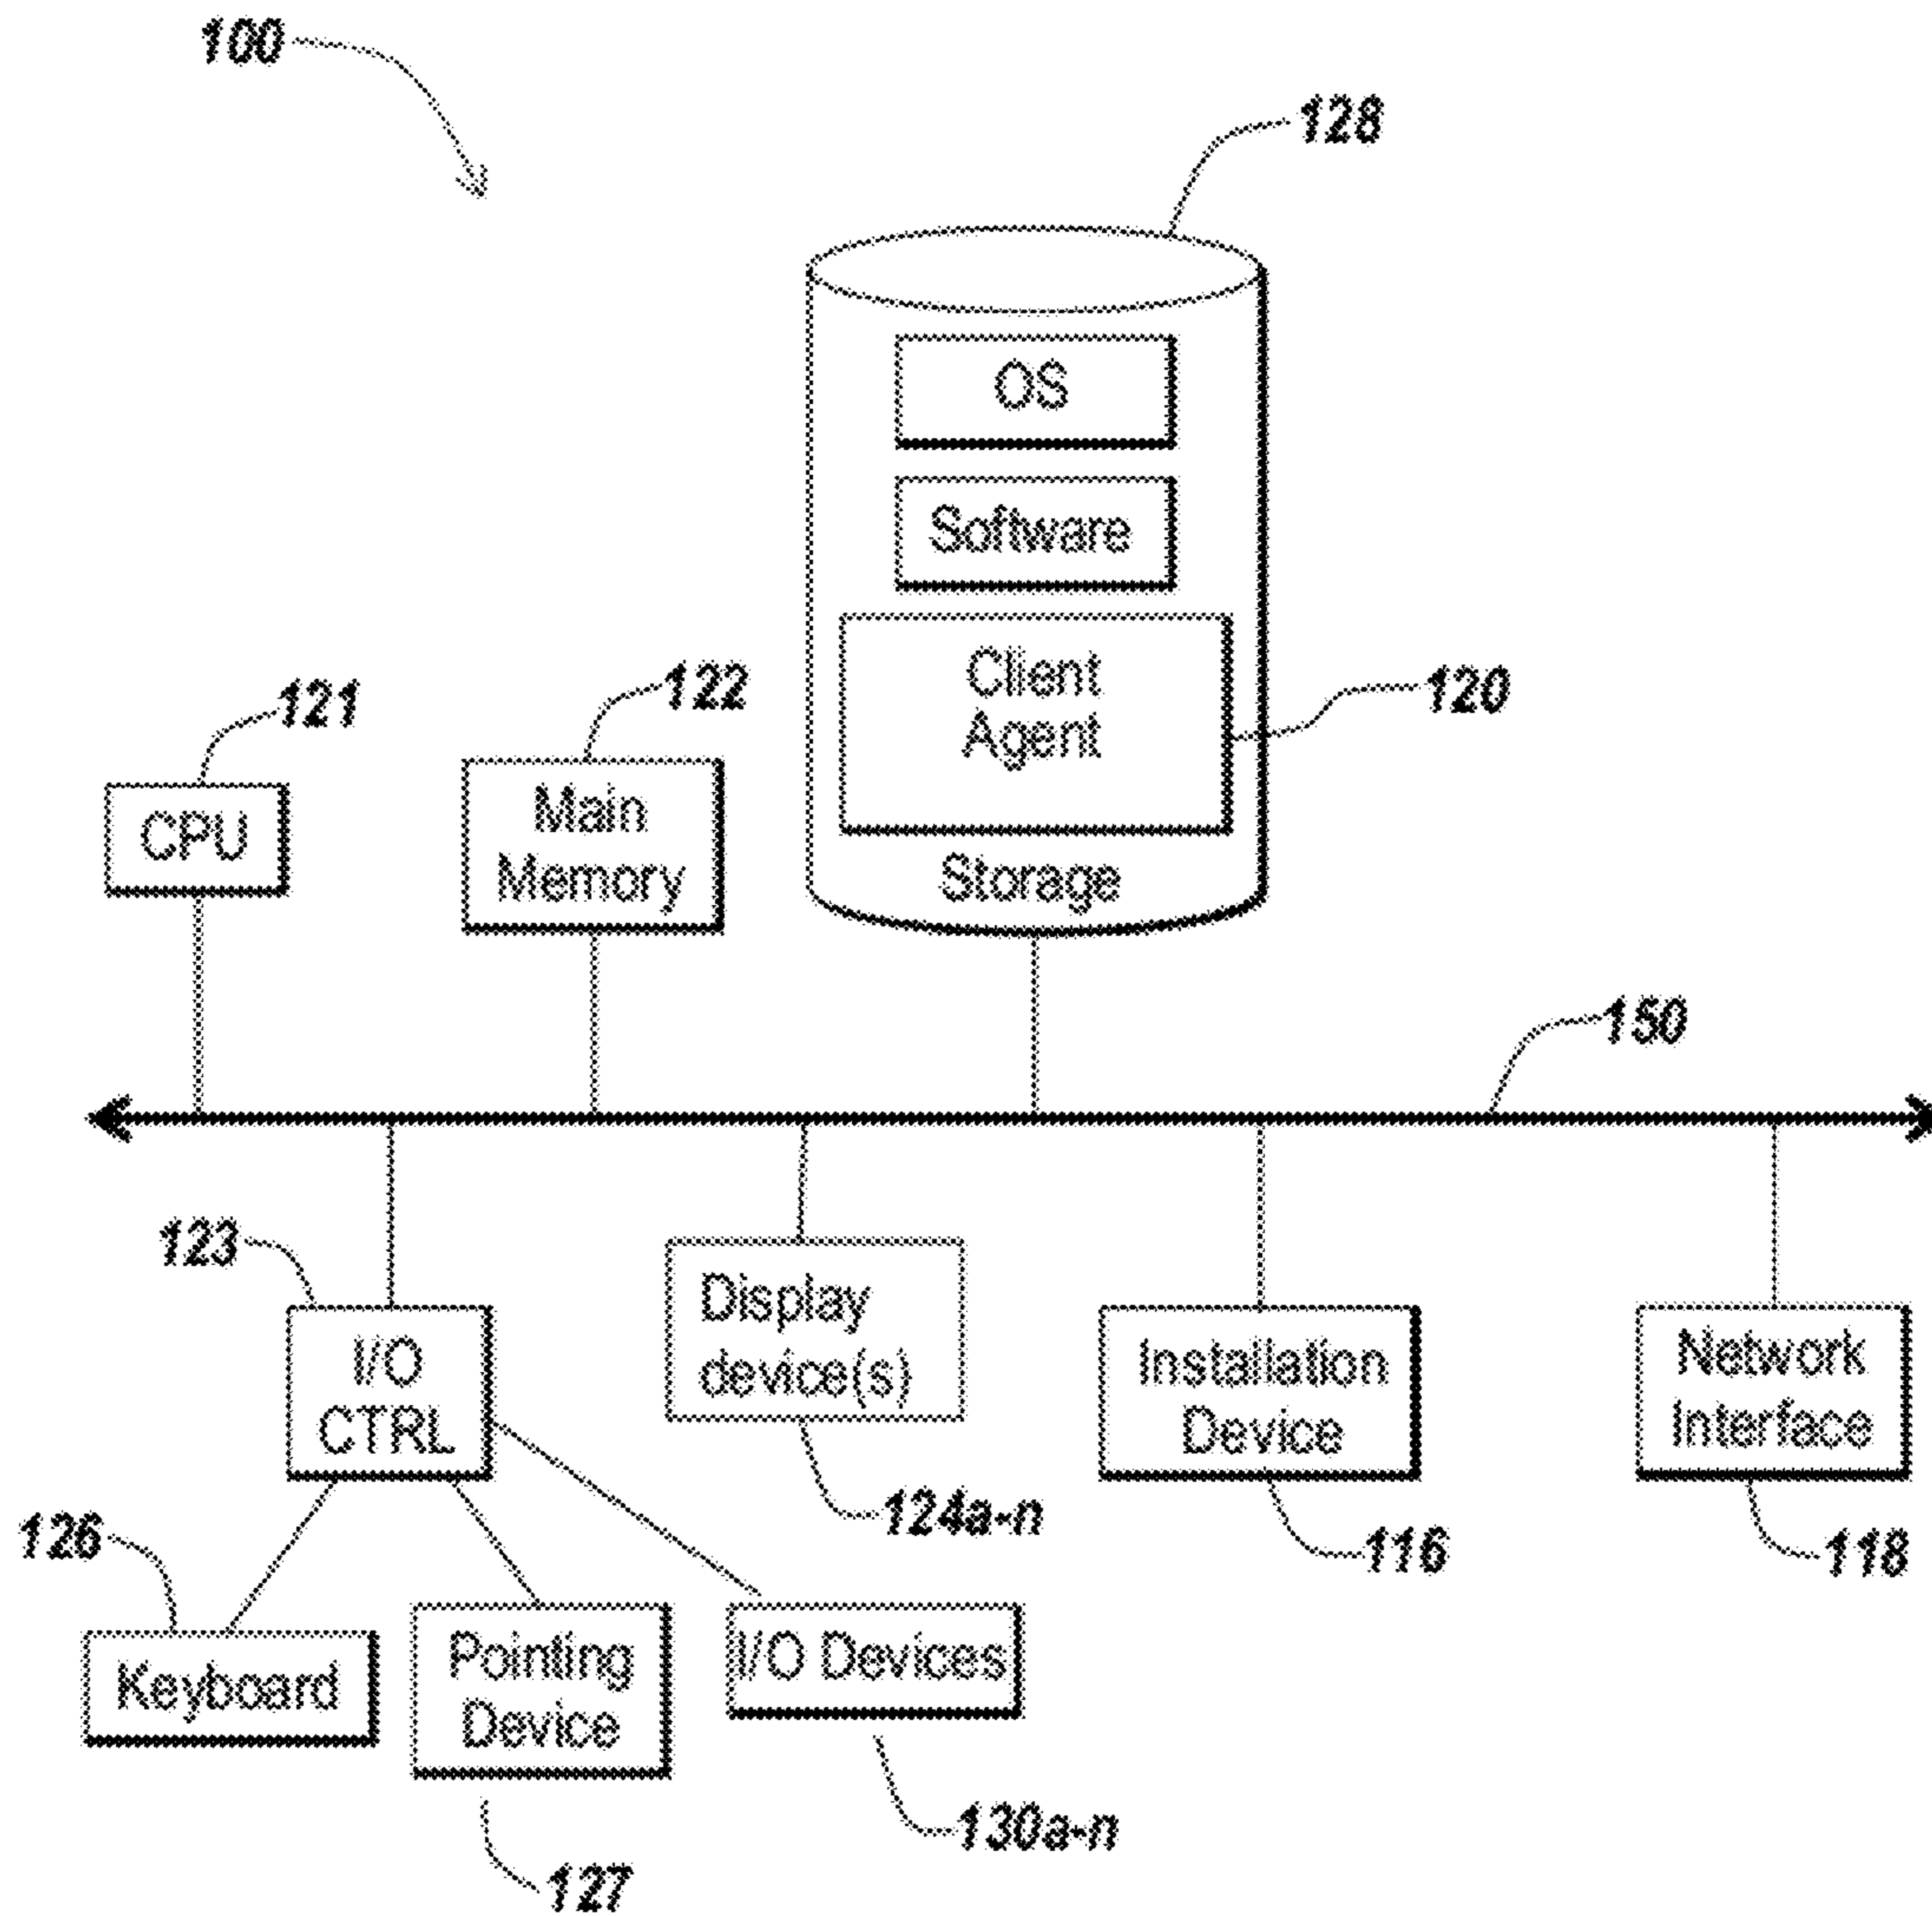 100
128
OS
Software
Client
Agent
120
Storage
121
CPU
122
Main
Memory
150
123
I/O
CTRL
Display
device(s)
124a-n
Installation
Device
116
Network
Interface
118
126
Keyboard
Pointing
Device
127
I/O Devices
130a-n